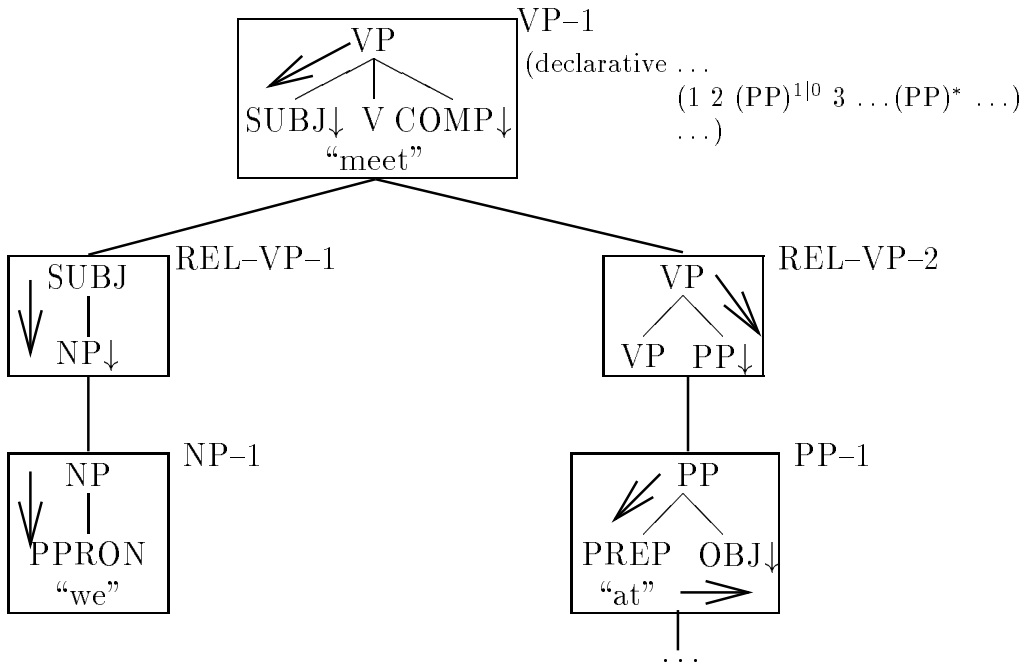 VP–1
VP
(declarative ...
(1 2 (PP)^{1|0} 3 ...(PP)^{*} ...)
...)
SUBJ↓ V COMP↓
“meet”
REL–VP–1
SUBJ
NP↓
REL–VP–2
VP
VP PP↓
NP–1
NP
PPRON
“we”
PP–1
PP
PREP OBJ↓
“at”
...